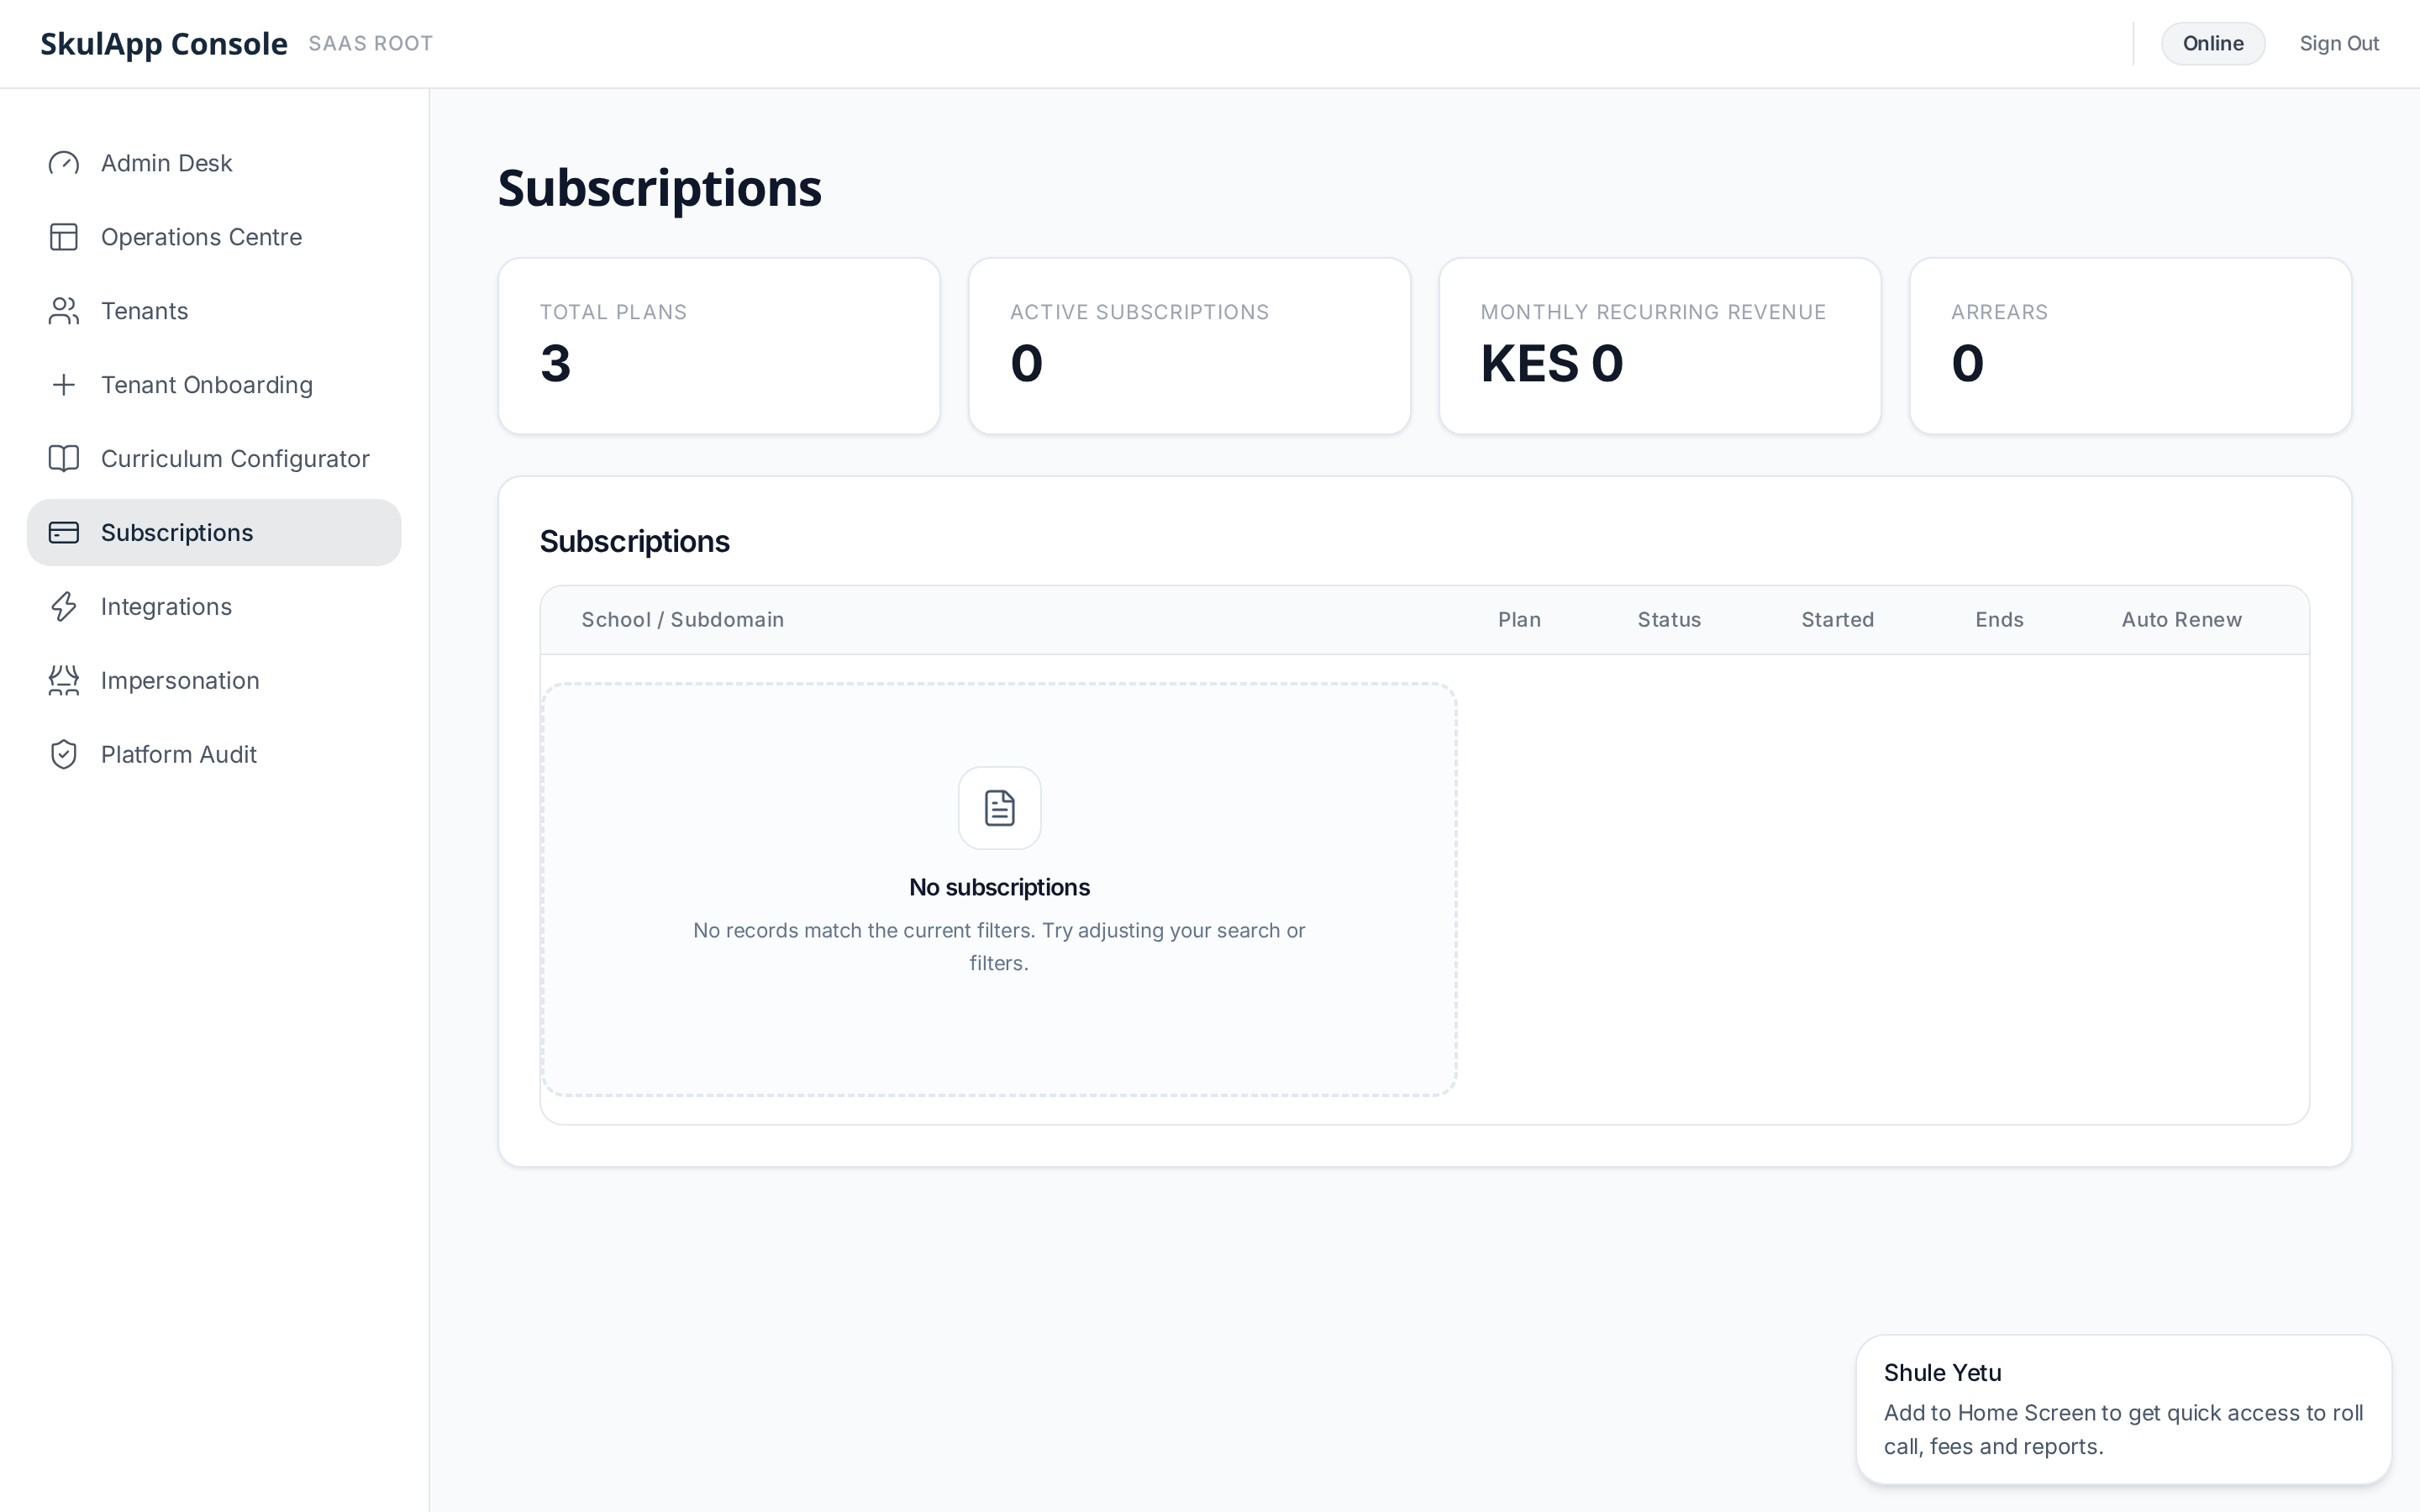 SkulApp Console SAAS ROOT
Online
Sign Out
Admin Desk
Operations Centre
Tenants
Tenant Onboarding
Curriculum Configurator
Subscriptions
Integrations
Impersonation
Platform Audit
Subscriptions
TOTAL PLANS
3
ACTIVE SUBSCRIPTIONS
0
MONTHLY RECURRING REVENUE
KES 0
ARREARS
0
Subscriptions
School / Subdomain Plan Status Started Ends Auto Renew
No subscriptions
No records match the current filters. Try adjusting your search or
filters.
Shule Yetu
Add to Home Screen to get quick access to roll
call, fees and reports.